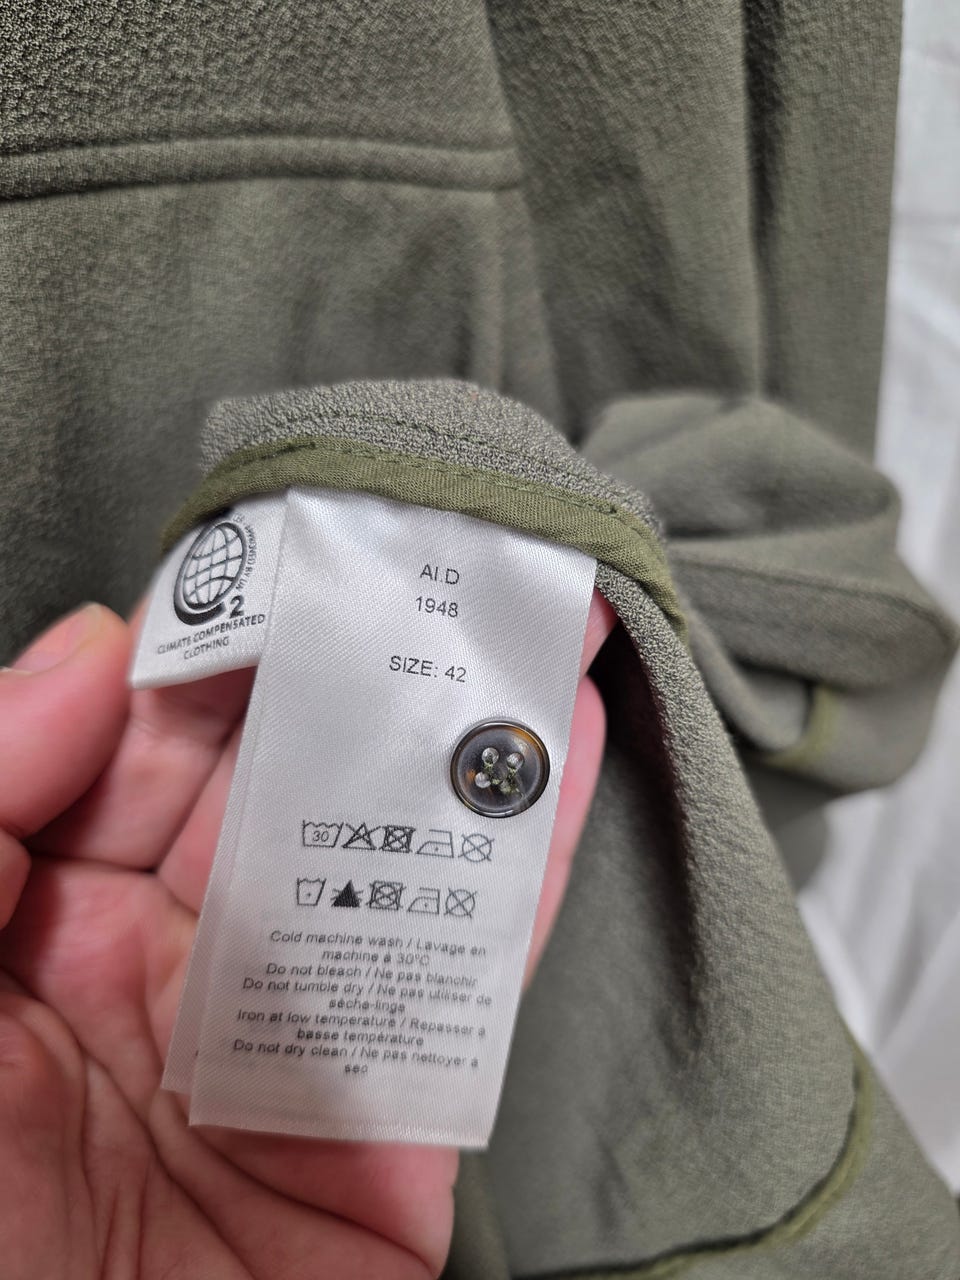 AI.D
1948
SIZE: 42
30
Cold machine wash / Lavage en
machine à 30°C
Do not bleach / Ne pas blanchir
Do not tumble dry / Ne pas utiliser de
sèche-linge
Iron at low temperature / Repasser à
basse température
Do not dry clean / Ne pas nettoyer à
sec
2
CLIMATE COMPENSATED
CLOTHING